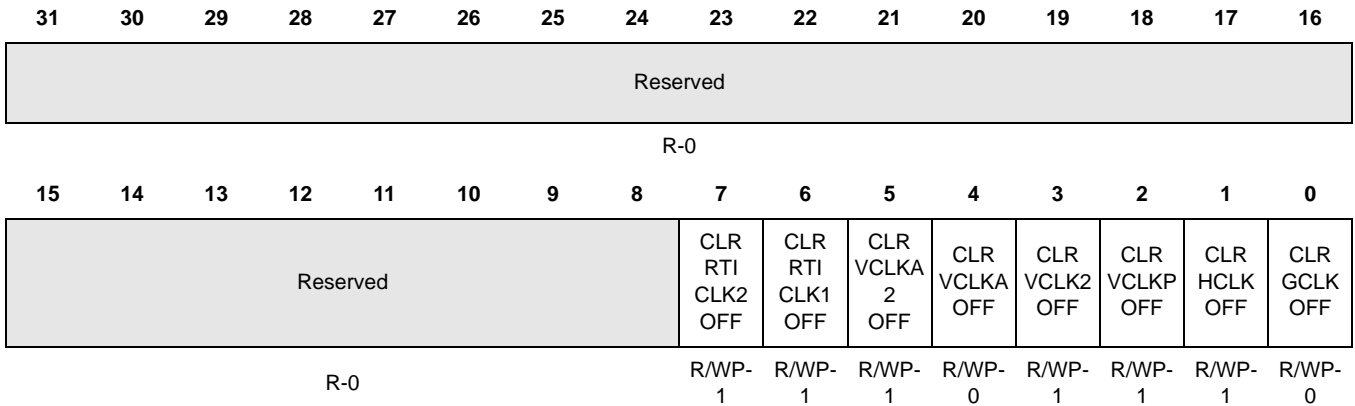 31 30 29 28 27 26 25 24 23 22 21 20 19 18 17 16
Reserved
R-0
15 14 13 12 11 10 9 8 7 6 5 4 3 2 1 0
Reserved
CLR
RTI
CLK2
OFF
CLR
RTI
CLK1
OFF
CLR
VCLKA
2
OFF
CLR
VCLKA
OFF
CLR
VCLK2
OFF
CLR
VCLKP
OFF
CLR
HCLK
OFF
CLR
GCLK
OFF
R-0
R/WP-
1
R/WP-
1
R/WP-
1
R/WP-
0
R/WP-
1
R/WP-
1
R/WP-
1
R/WP-
0